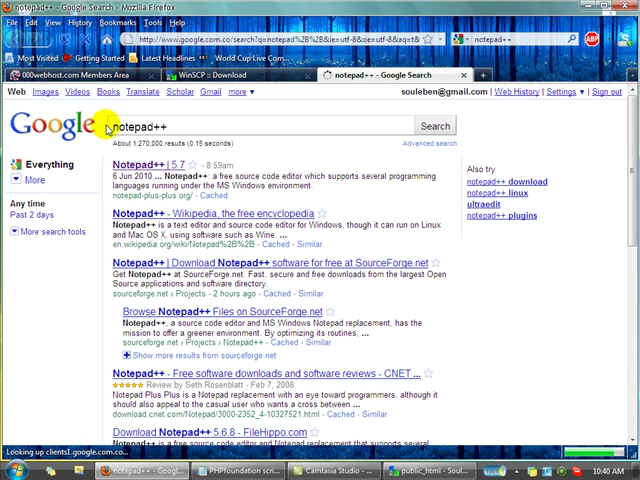 notepad++ - Google Search - Mozilla Firefox
File Edit View History Bookmarks Tools Help
http://www.google.com.co/search?q=notepad%2B%2B&ie=utf-8&oe=utf-8&aq=t&
notepad++
ABP
Most Visited Getting Started Latest Headlines World Cup Live...
000webhost.com Members Area
WinSCP :: Download
notepad++ - Google Search
Web Images Videos Books Translate Scholar Gmail more ▼
souleben@gmail.com | Web History | Settings ▼ | Sign out
Google
notepad++
Search
About 1,270,000 results (0.15 seconds)
Advanced search
Everything
More
Any time
Past 2 days
More search tools
Notepad++ | 5.7 - 8:59am
6 Jun 2010 ... Notepad++: a free source code editor which supports several programming
languages running under the MS Windows environment.
notepad-plus-plus.org/ - Cached
Notepad++ - Wikipedia, the free encyclopedia
Notepad++ is a text editor and source code editor for Windows, though it can run on Linux
and Mac OS X, using software such as Wine. ...
en.wikipedia.org/wiki/Notepad%2B%2B - Cached - Similar
Notepad++ | Download Notepad++ software for free at SourceForge.net
Get Notepad++ at SourceForge.net. Fast, secure and free downloads from the largest Open
Source applications and software directory.
sourceforge.net › Projects - 2 hours ago - Cached - Similar
Browse Notepad++ Files on SourceForge.net
Notepad++, a source code editor and MS Windows Notepad replacement, has the
mission to offer a greener environment. By optimizing its routines, ...
sourceforge.net › Projects › Notepad++ - Cached - Similar
Show more results from sourceforge.net
Notepad++ - Free software downloads and software reviews - CNET ...
Review by Seth Rosenblatt - Feb 7, 2008
Notepad Plus Plus is a Notepad replacement with an eye toward programmers, although it
should also appeal to the casual user who wants a cross between ...
download.cnet.com/Notepad/3000-2352_4-10327521.html - Cached - Similar
Download Notepad++ 5.6.8 - FileHippo.com
Notepad++ is a free source code editor and Notepad replacement that supports several
Also try
notepad++ download
notepad++ linux
ultraedit
notepad++ plugins
Looking up clients1.google.com.co...
notepad++ - Googl...
PHPfoundation scri...
Camtasia Studio - ...
public_html - Soul...
10:40 AM